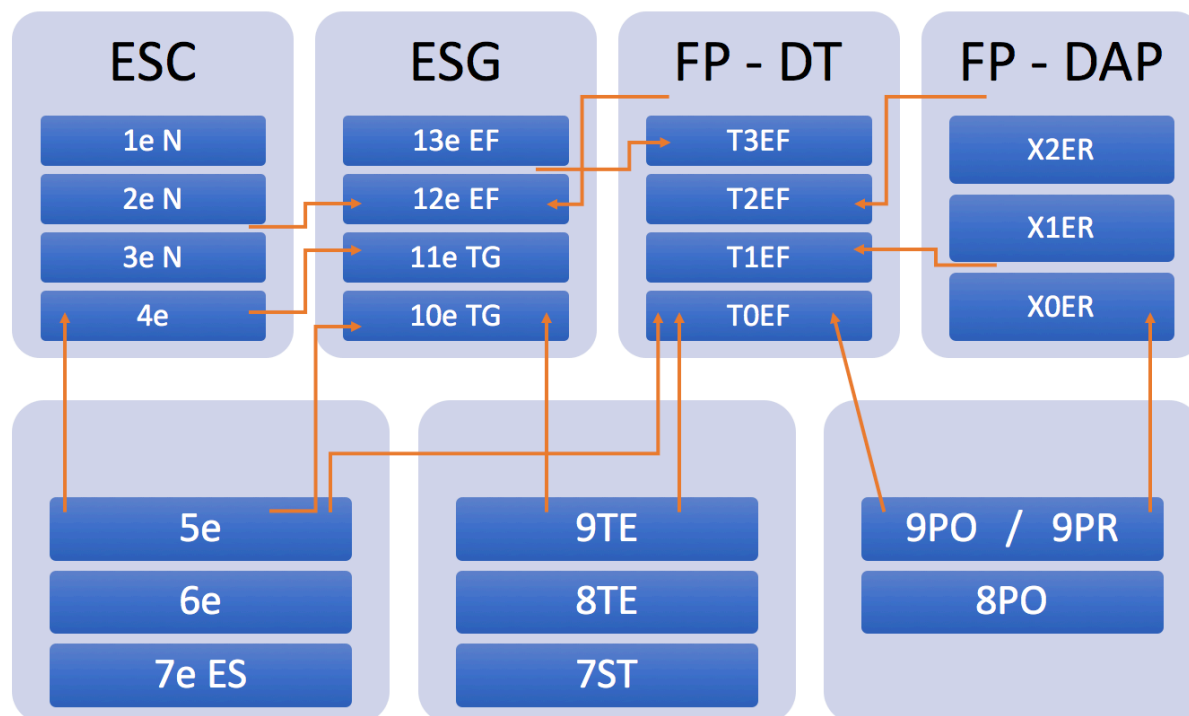 ESC
1e N
2e N
3e N
4e
ESG
13e EF
12e EF
11e TG
10e TG
FP - DT
T3EF
T2EF
T1EF
T0EF
FP - DAP
X2ER
X1ER
X0ER
5e
6e
7e ES
9TE
8TE
7ST
9PO / 9PR
8PO